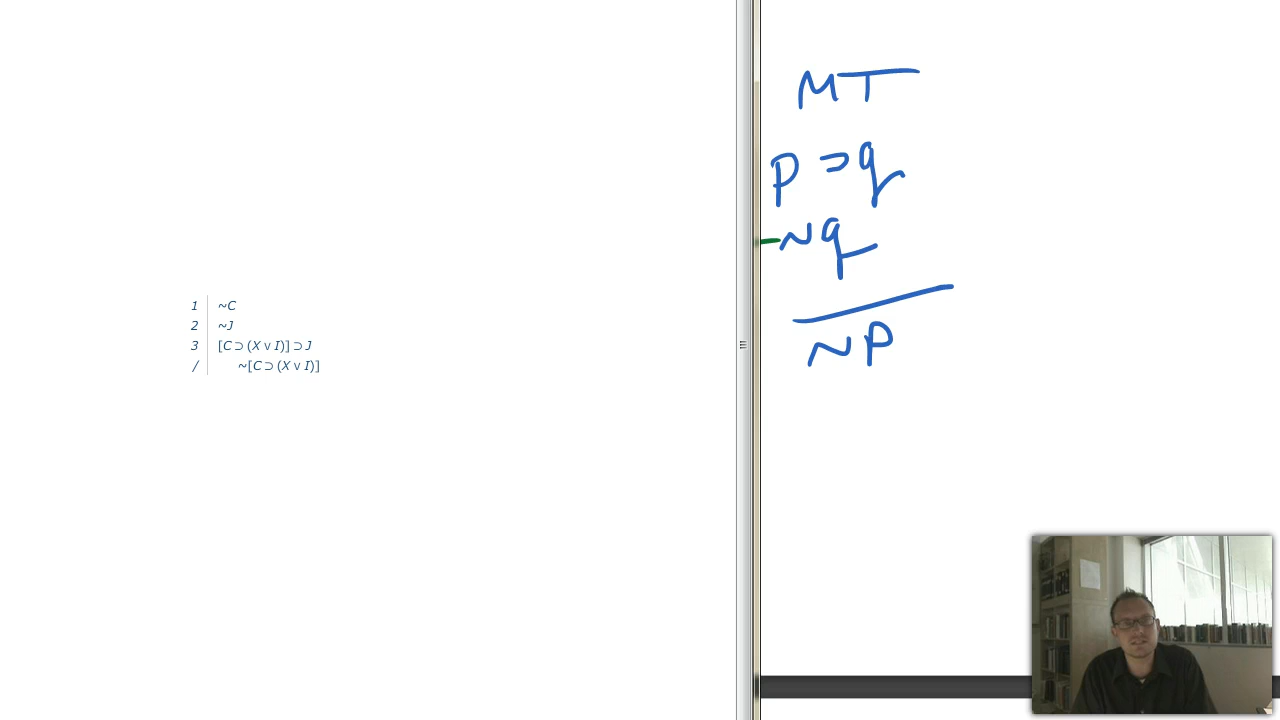 1 ~C
2 ~J
3 [C ⊃ (X v I)] ⊃ J
/ ~[C ⊃ (X v I)]
MT
p ⊃ q
~q
~p